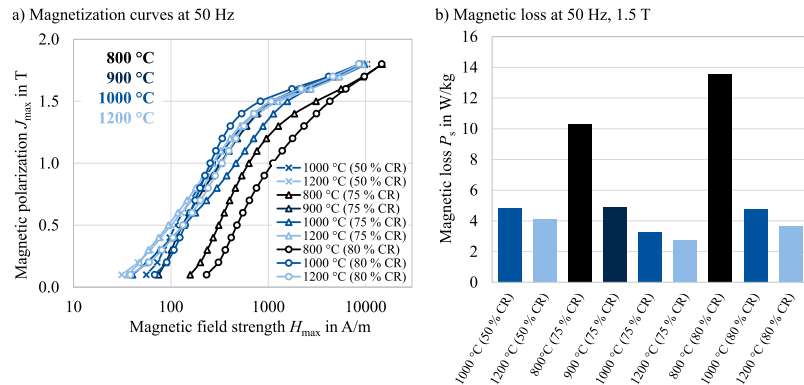 a) Magnetization curves at 50 Hz
2.0
1.5
1.0
0.5
0.0
10
100
1000
10000
Magnetic polarization Jmax in T
Magnetic field strength Hmax in A/m
800 °C
900 °C
1000 °C
1200 °C
1000 °C (50 % CR)
1200 °C (50 % CR)
800 °C (75 % CR)
900 °C (75 % CR)
1000 °C (75 % CR)
1200 °C (75 % CR)
800 °C (80 % CR)
1000 °C (80 % CR)
1200 °C (80 % CR)
b) Magnetic loss at 50 Hz, 1.5 T
16
14
12
10
8
6
4
2
0
Magnetic loss Ps in W/kg
1000 °C (50 % CR)
1200 °C (50 % CR)
800°C (75 % CR)
900 °C (75 % CR)
1000 °C (75 % CR)
1200 °C (75 % CR)
800 °C (80 % CR)
1000 °C (80 % CR)
1200 °C (80 % CR)